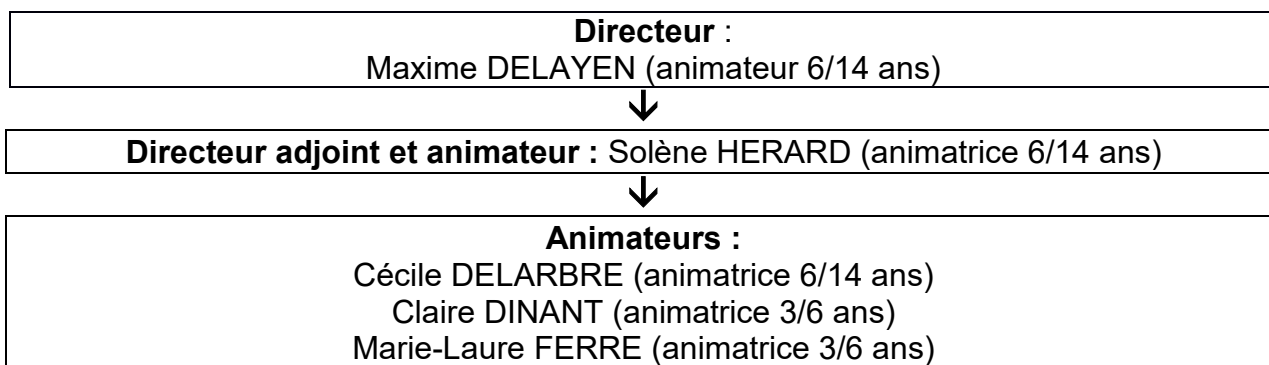 Directeur :
Maxime DELAYEN (animateur 6/14 ans)
Directeur adjoint et animateur : Solène HERARD (animatrice 6/14 ans)
Animateurs :
Cécile DELARBRE (animatrice 6/14 ans)
Claire DINANT (animatrice 3/6 ans)
Marie-Laure FERRE (animatrice 3/6 ans)